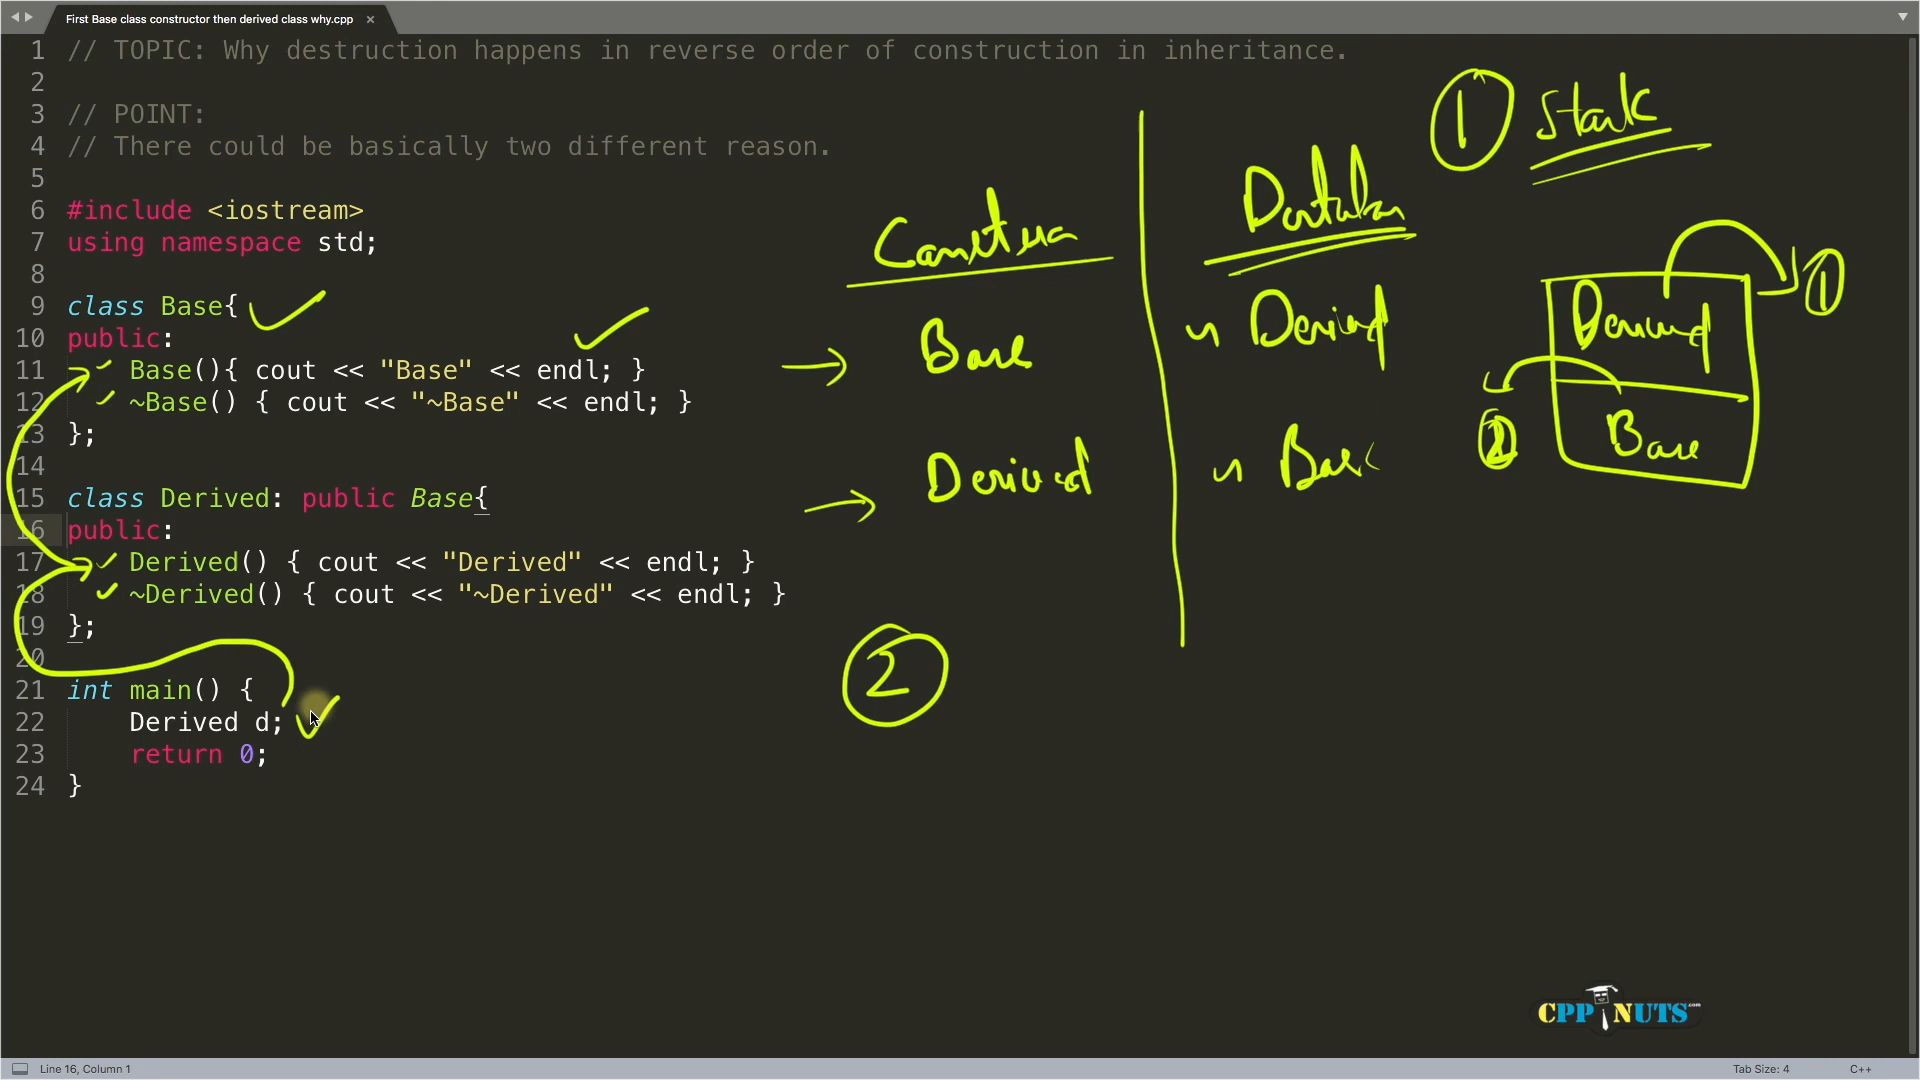 First Base class constructor then derived class why.cpp ×
1 // TOPIC: Why destruction happens in reverse order of construction in inheritance.
2
3 // POINT:
4 // There could be basically two different reason.
5
6 #include <iostream>
7 using namespace std;
8
9 class Base{
10 public:
11 Base(){ cout << "Base" << endl; }
12 ~Base() { cout << "~Base" << endl; }
13 };
14
15 class Derived: public Base{
16 public:
17 Derived() { cout << "Derived" << endl; }
18 ~Derived() { cout << "~Derived" << endl; }
19 };
20
21 int main() {
22 Derived d;
23 return 0;
24 }
1 Stack
Base
Derived
~ Derived
~ Base
Derived 1
Base 2
2
CPP NUTS.com
Line 16, Column 1
Tab Size: 4
C++